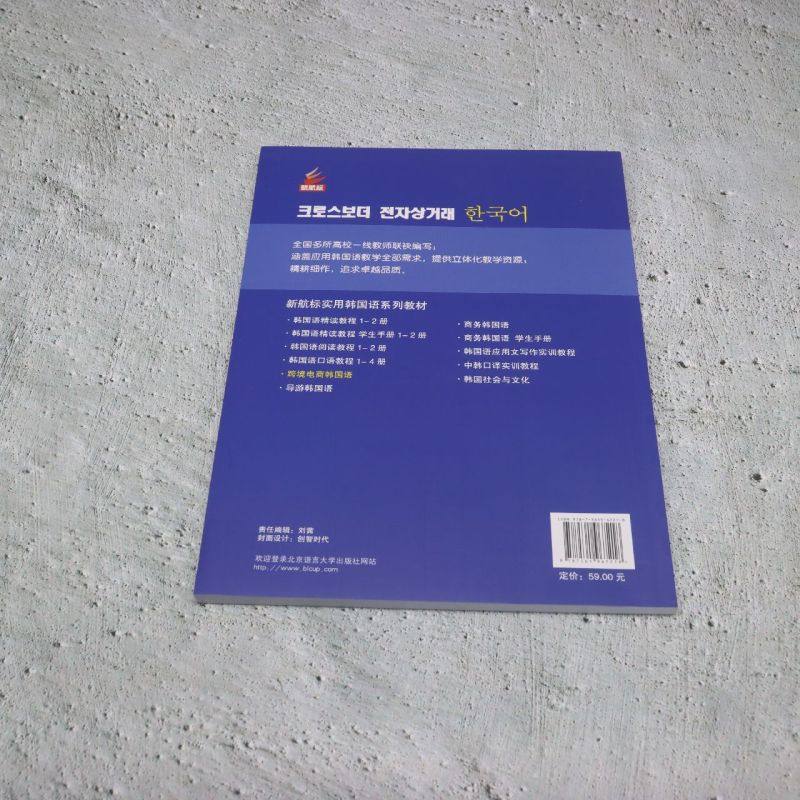 新航标
크로스보더 전자상거래 한국어
全国多所高校一线教师联袂编写；
涵盖应用韩国语教学全部需求，提供立体化教学资源；
精耕细作，追求卓越品质。
新航标实用韩国语系列教材
· 韩国语精读教程 1-2 册
· 韩国语精读教程 学生手册 1-2 册
· 韩国语阅读教程 1-2 册
· 韩国语口语教程 1-4 册
· 跨境电商韩国语
· 导游韩国语
· 商务韩国语
· 商务韩国语 学生手册
· 韩国语应用文写作实训教程
· 中韩口译实训教程
· 韩国社会与文化
责任编辑：刘茜
封面设计：创智时代
欢迎登录北京语言大学出版社网站
http://www.blcup.com
定价：59.00 元